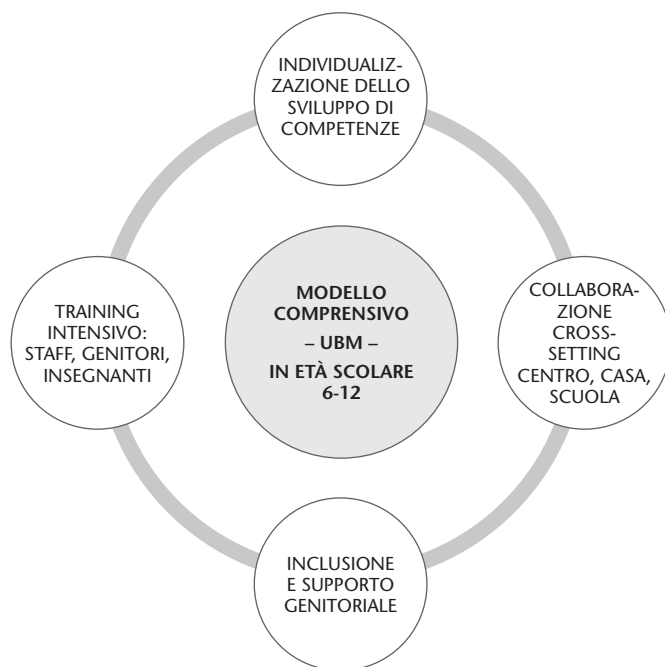 INDIVIDUALIZ-
ZAZIONE DELLO
SVILUPPO DI
COMPETENZE
TRAINING
INTENSIVO:
STAFF, GENITORI,
INSEGNANTI
MODELLO
COMPRENSIVO
– UBM –
IN ETÀ SCOLARE
6-12
COLLABORA-
ZIONE
CROSS-
SETTING
CENTRO, CASA,
SCUOLA
INCLUSIONE
E SUPPORTO
GENITORIALE